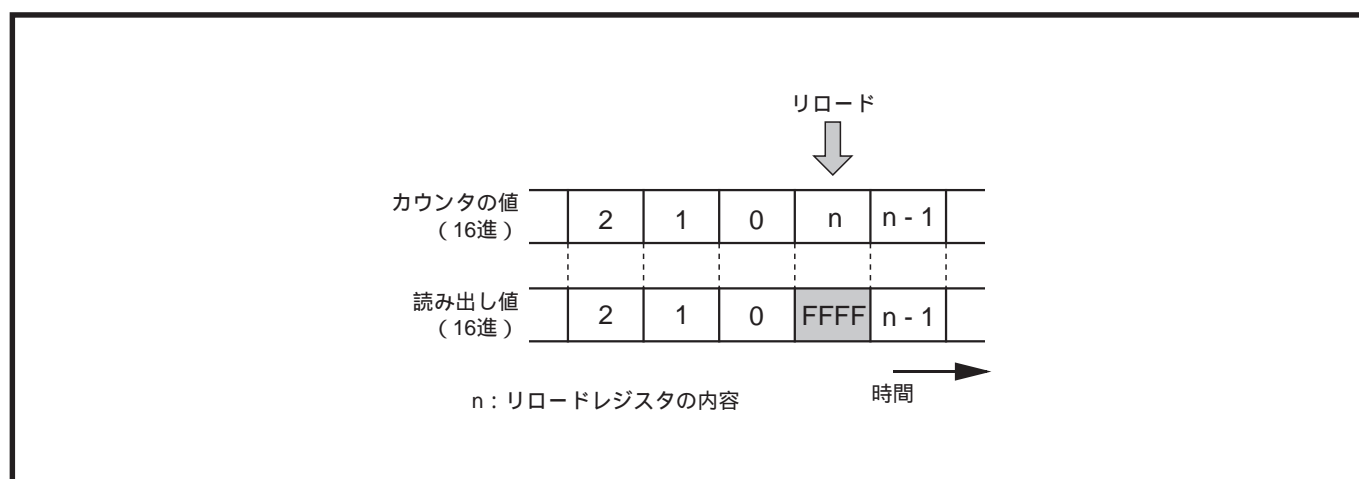 リロード
カウンタの値
（16進）
2 1 0 n n - 1
読み出し値
（16進）
2 1 0 FFFF n - 1
時間
n：リロードレジスタの内容